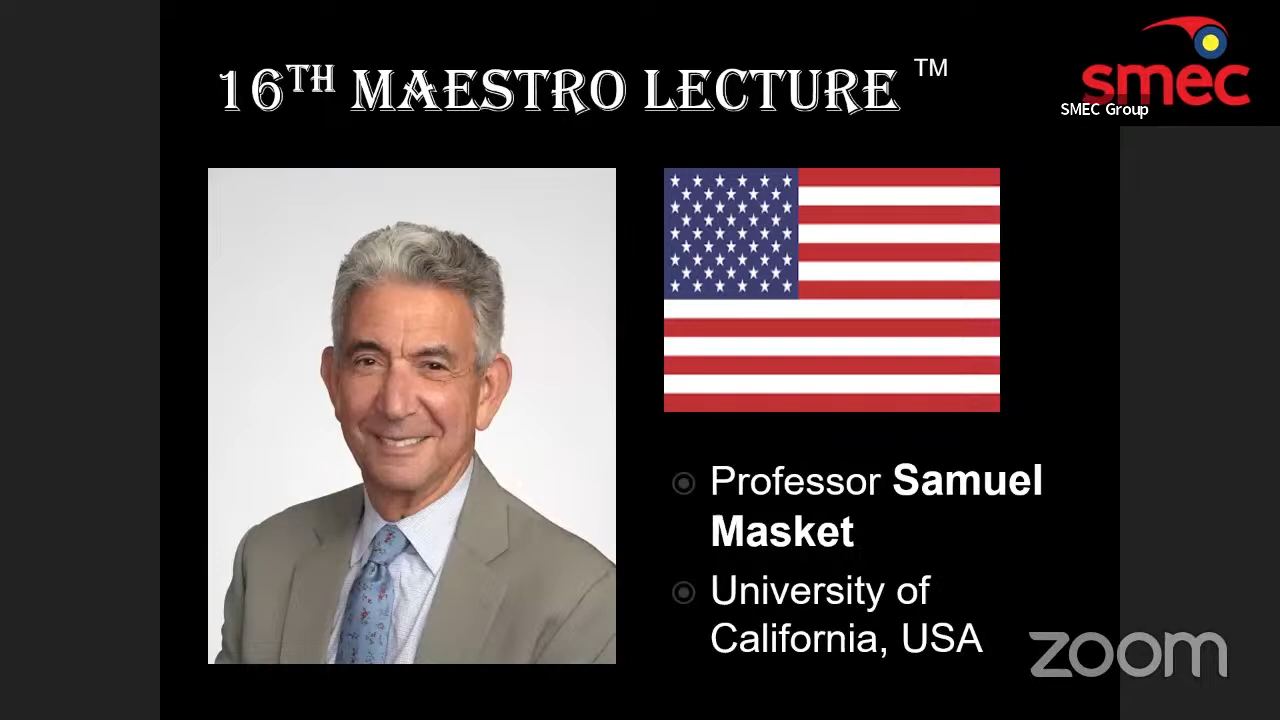 16TH MAESTRO LECTURE TM
smec
SMEC Group
Professor Samuel
Masket
University of
California, USA
zoom